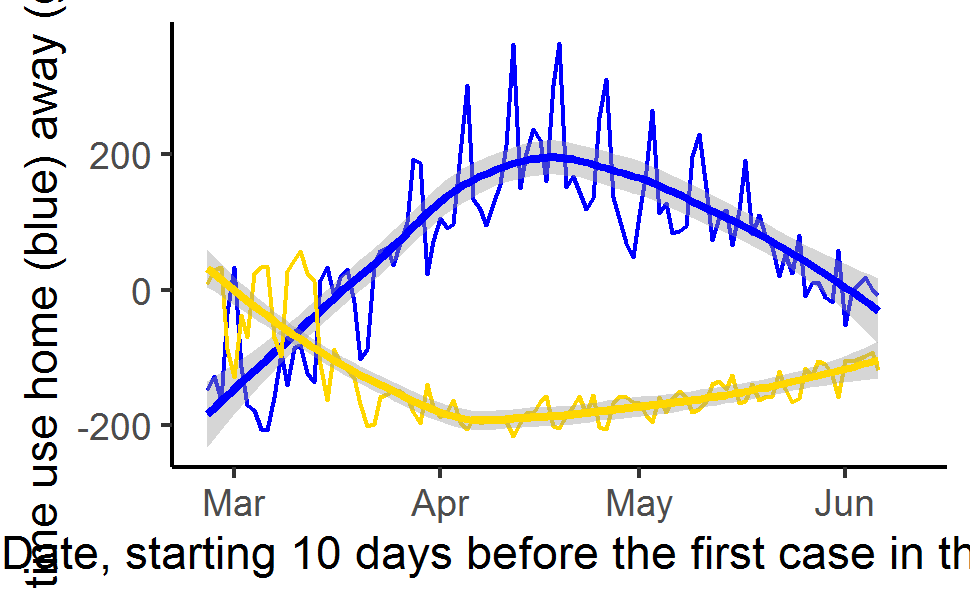 time use home (blue) away (
200
0
-200
Mar Apr May Jun
Date, starting 10 days before the first case in th